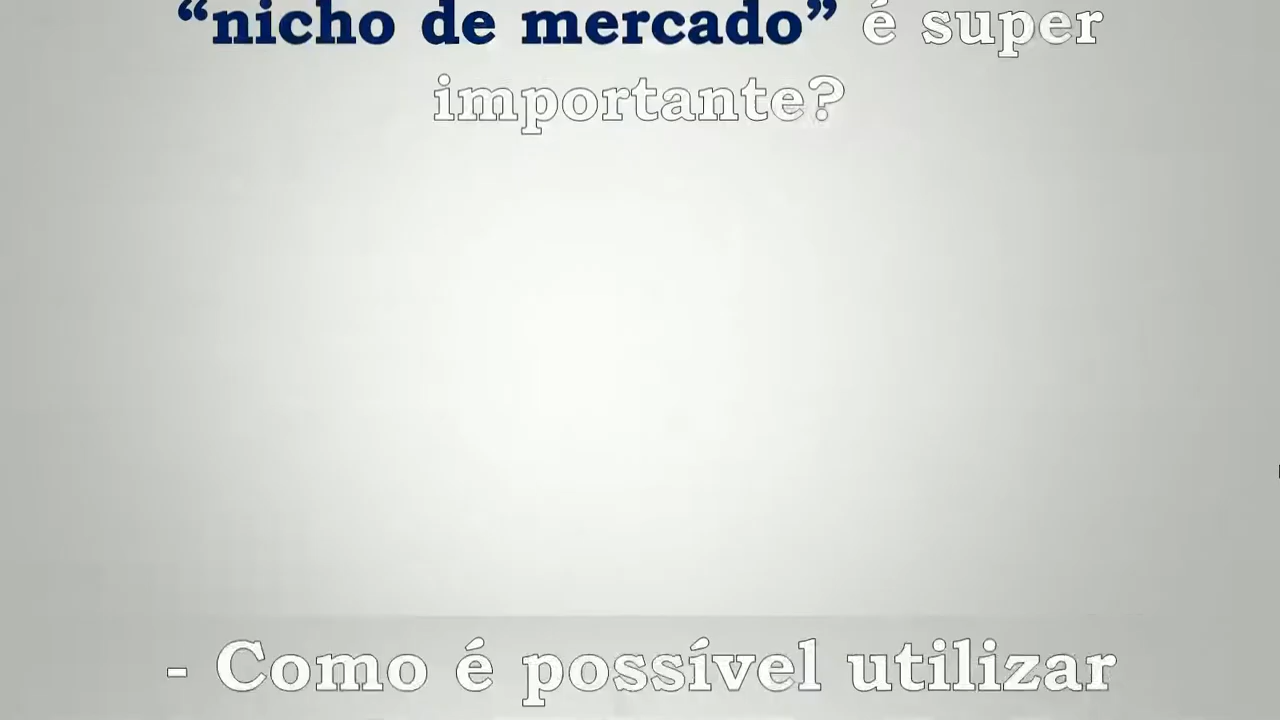 “nicho de mercado” é super
importante?
- Como é possível utilizar